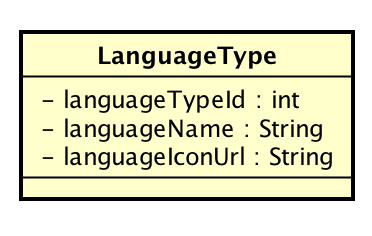 LanguageType
- languageTypeId : int
- languageName : String
- languageIconUrl : String